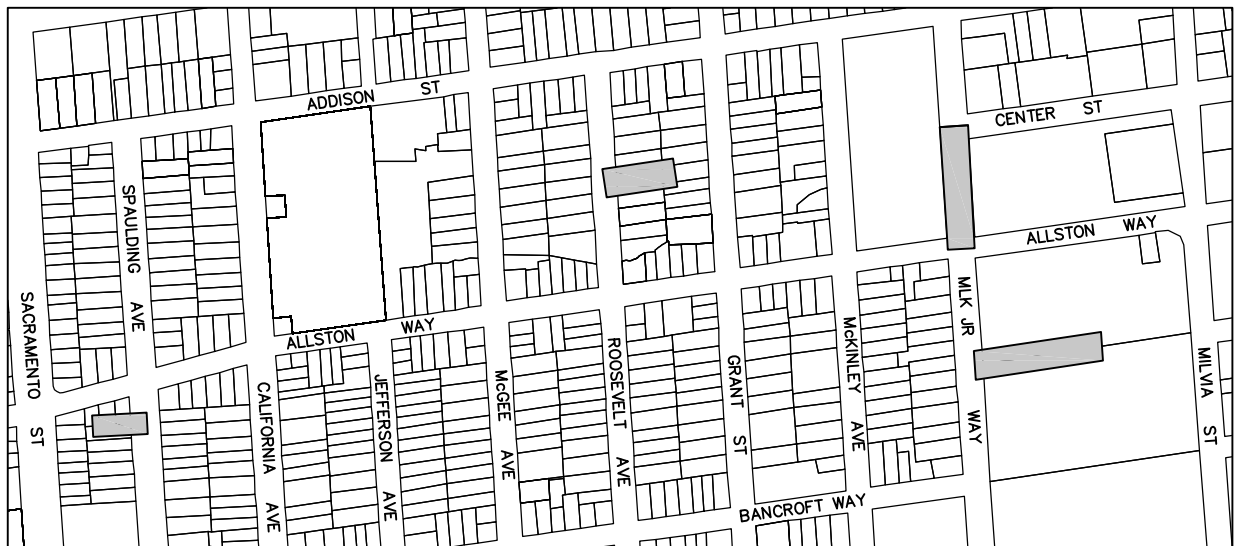 ADDISON ST
CENTER ST
SPAULDING AVE
ALLSTON WAY
SACRAMENTO ST
MLK JR WAY
ALLSTON WAY
CALIFORNIA AVE
JEFFERSON AVE
McGEE AVE
ROOSEVELT AVE
GRANT ST
McKINLEY AVE
MILVIA ST
BANCROFT WAY